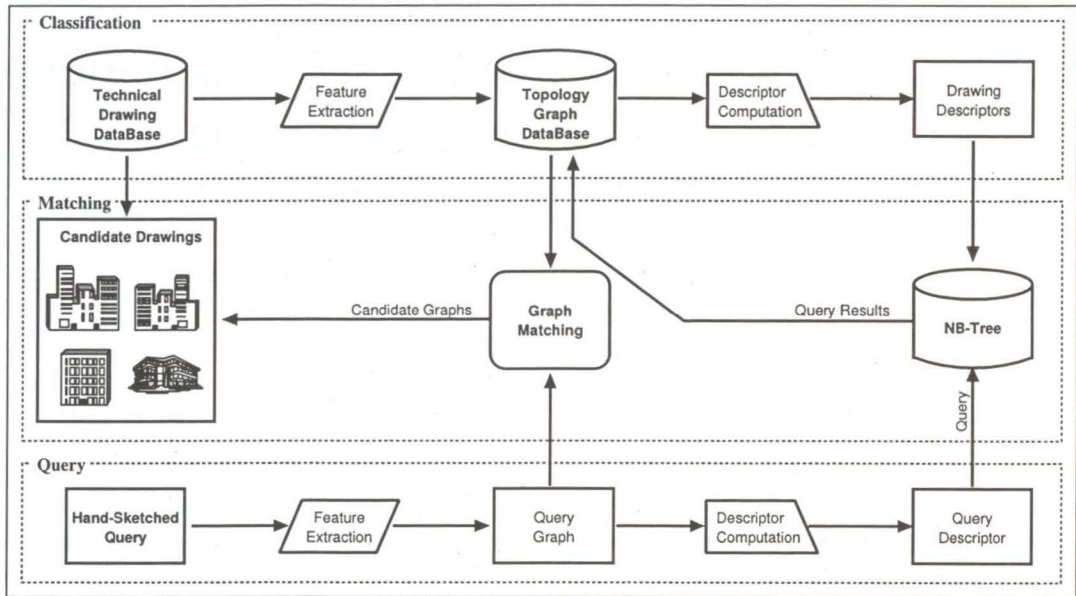 Classification
Technical
Drawing
DataBase
Feature
Extraction
Topology
Graph
DataBase
Descriptor
Computation
Drawing
Descriptors
Matching
Candidate Drawings
Candidate Graphs
Graph
Matching
Query Results
NB-Tree
Query
Query
Hand-Sketched
Query
Feature
Extraction
Query
Graph
Descriptor
Computation
Query
Descriptor